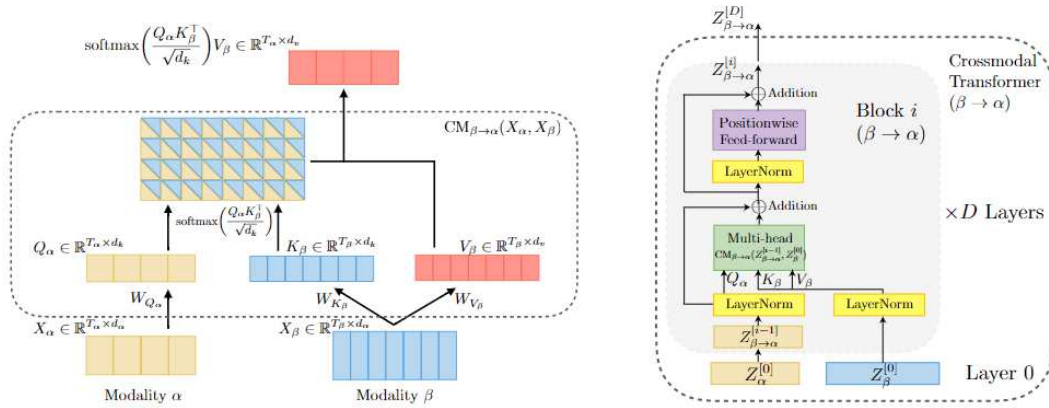 softmax(Q_α K_β^⊤ / √d_k) V_β ∈ ℝ^{T_α×d_v}
CM_{β→α}(X_α, X_β)
softmax(Q_α K_β^⊤ / √d_k)
Q_α ∈ ℝ^{T_α×d_k}
K_β ∈ ℝ^{T_β×d_k}
V_β ∈ ℝ^{T_β×d_v}
W_{Q_α}
W_{K_β}
W_{V_β}
X_α ∈ ℝ^{T_α×d_α}
X_β ∈ ℝ^{T_β×d_α}
Modality α
Modality β
Z_{β→α}^{[D]}
Z_{β→α}^{[i]}
Crossmodal
Transformer
(β → α)
Addition
Block i
(β → α)
Positionwise
Feed-forward
LayerNorm
Addition
×D Layers
Multi-head
CM_{β→α}(Z_{β→α}^{[i−1]}, Z_β^{[0]})
Q_α K_β V_β
LayerNorm
LayerNorm
Z_{β→α}^{[i−1]}
Z_α^{[0]}
Z_β^{[0]}
Layer 0